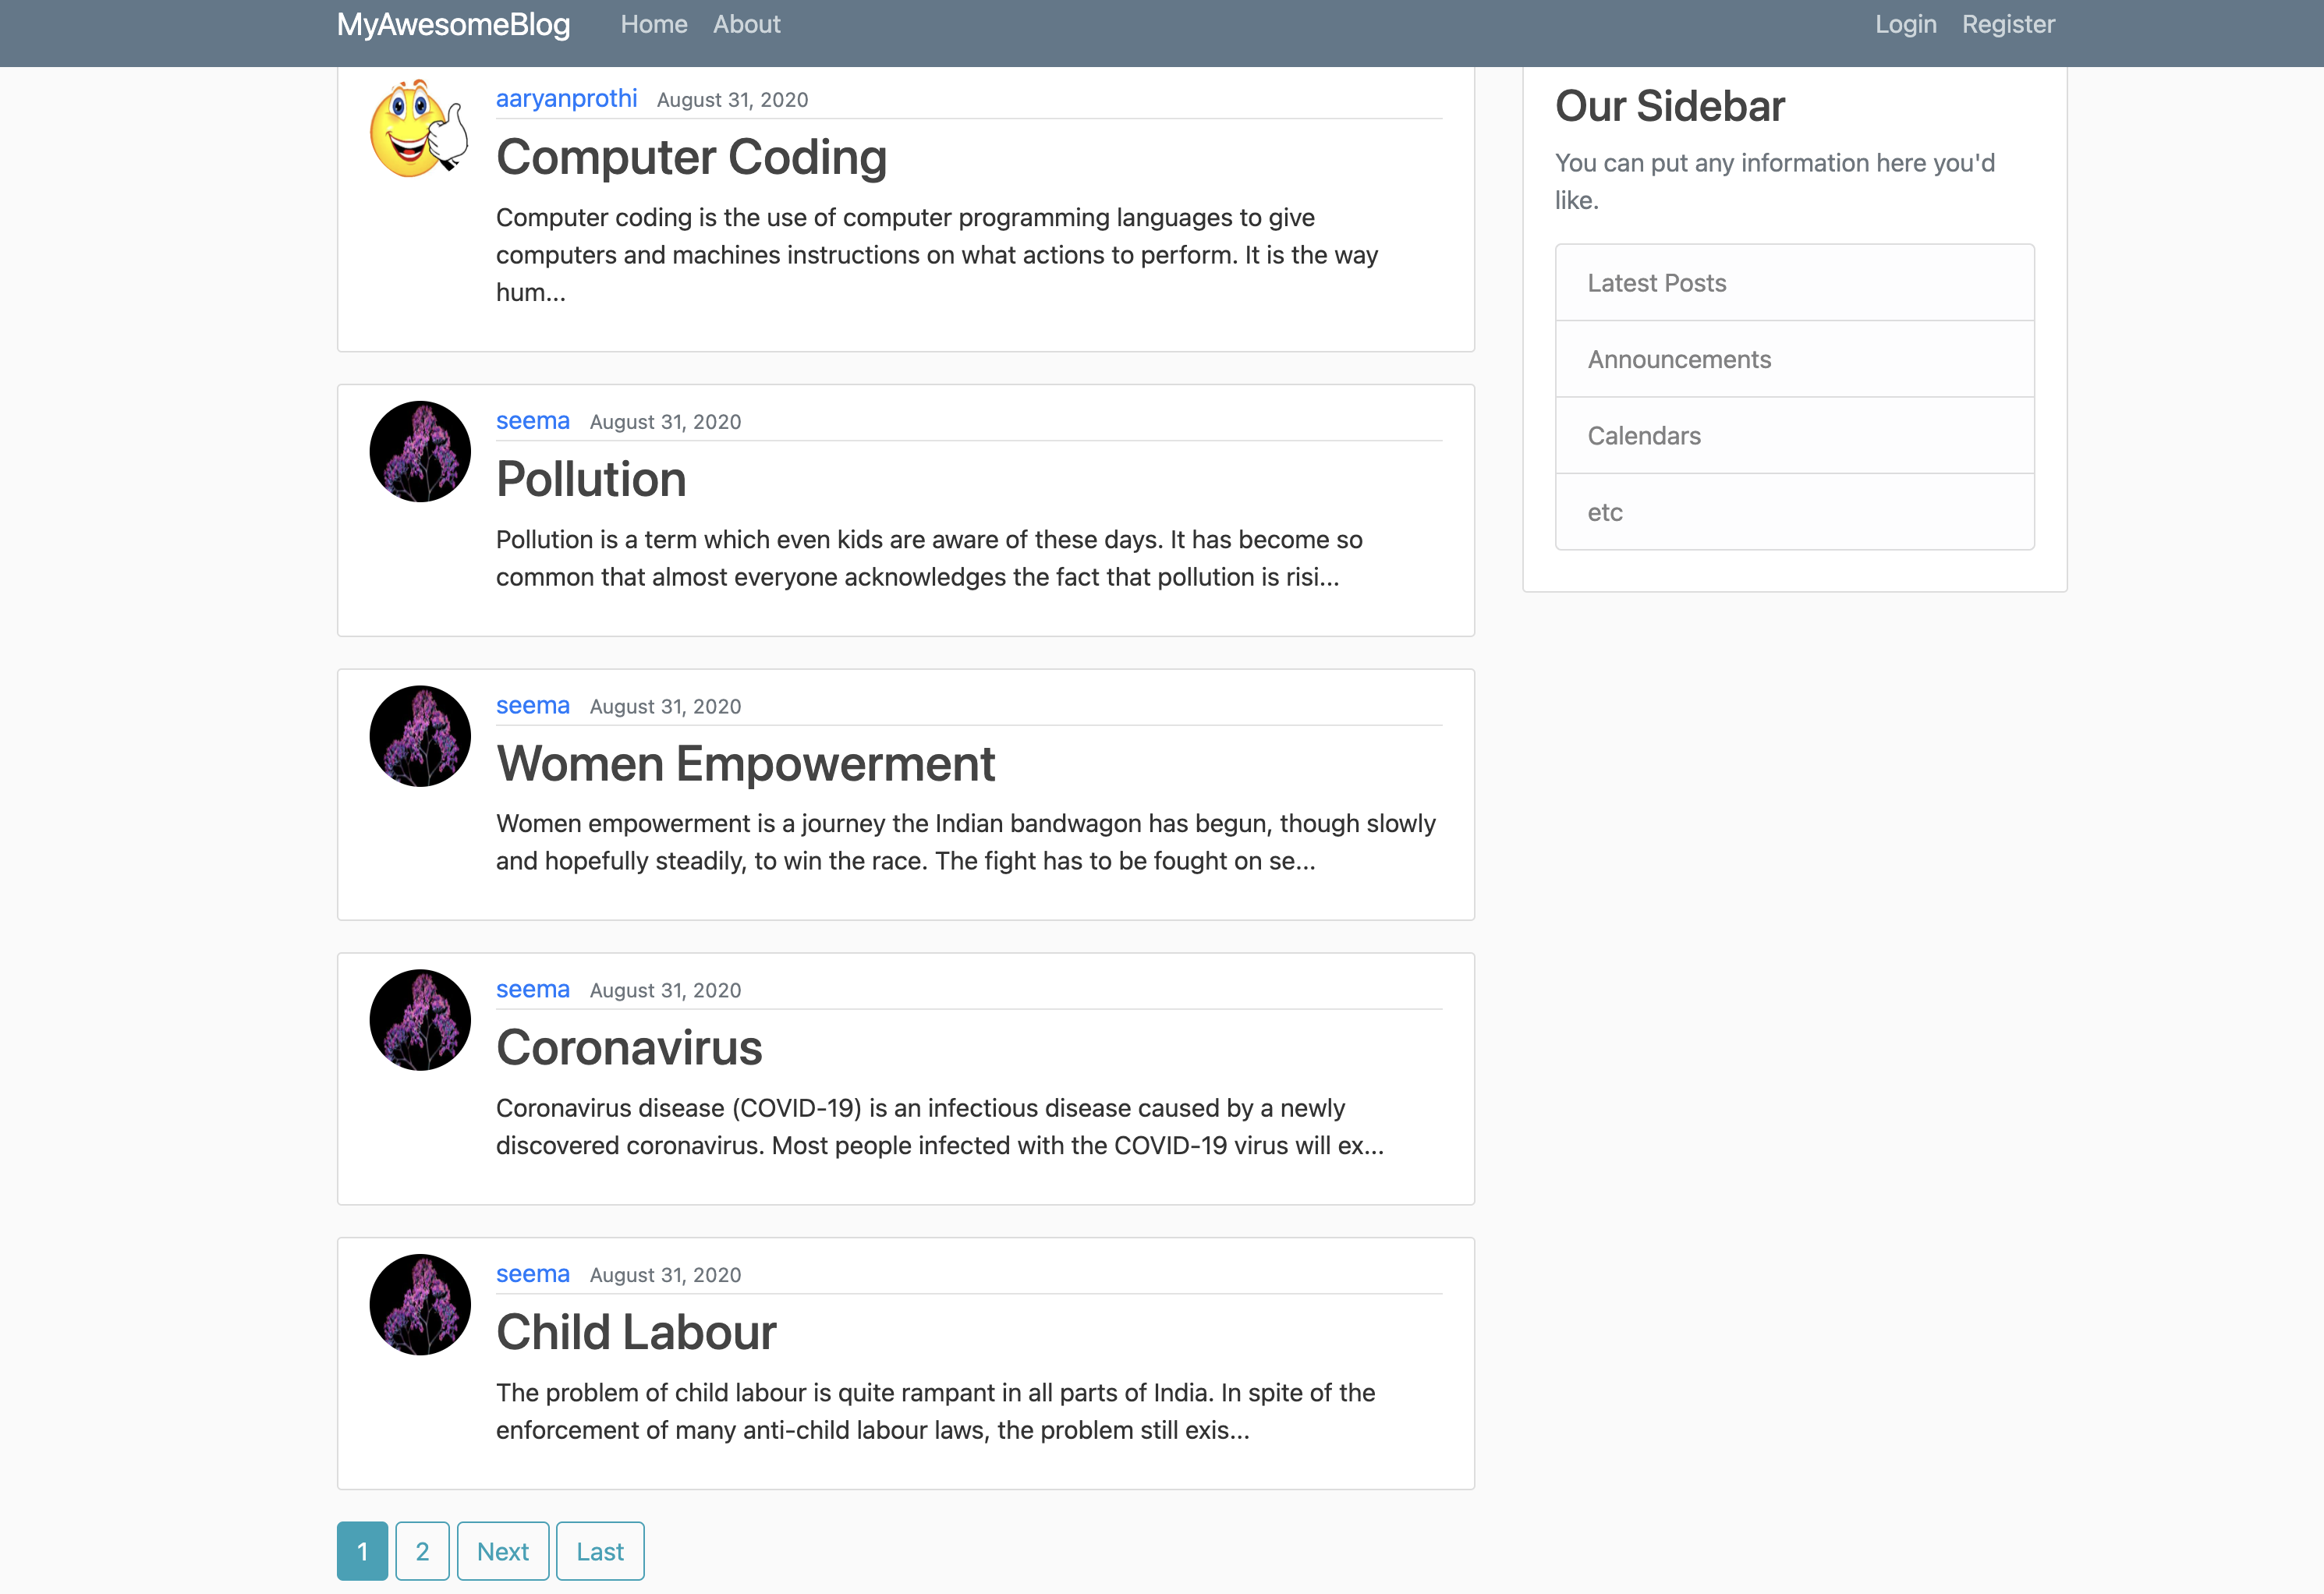 MyAwesomeBlog Home About Login Register
aaryanprothi August 31, 2020
Computer Coding
Computer coding is the use of computer programming languages to give
computers and machines instructions on what actions to perform. It is the way
hum...
seema August 31, 2020
Pollution
Pollution is a term which even kids are aware of these days. It has become so
common that almost everyone acknowledges the fact that pollution is risi...
seema August 31, 2020
Women Empowerment
Women empowerment is a journey the Indian bandwagon has begun, though slowly
and hopefully steadily, to win the race. The fight has to be fought on se...
seema August 31, 2020
Coronavirus
Coronavirus disease (COVID-19) is an infectious disease caused by a newly
discovered coronavirus. Most people infected with the COVID-19 virus will ex...
seema August 31, 2020
Child Labour
The problem of child labour is quite rampant in all parts of India. In spite of the
enforcement of many anti-child labour laws, the problem still exis...
1 2 Next Last
Our Sidebar
You can put any information here you'd
like.
Latest Posts
Announcements
Calendars
etc